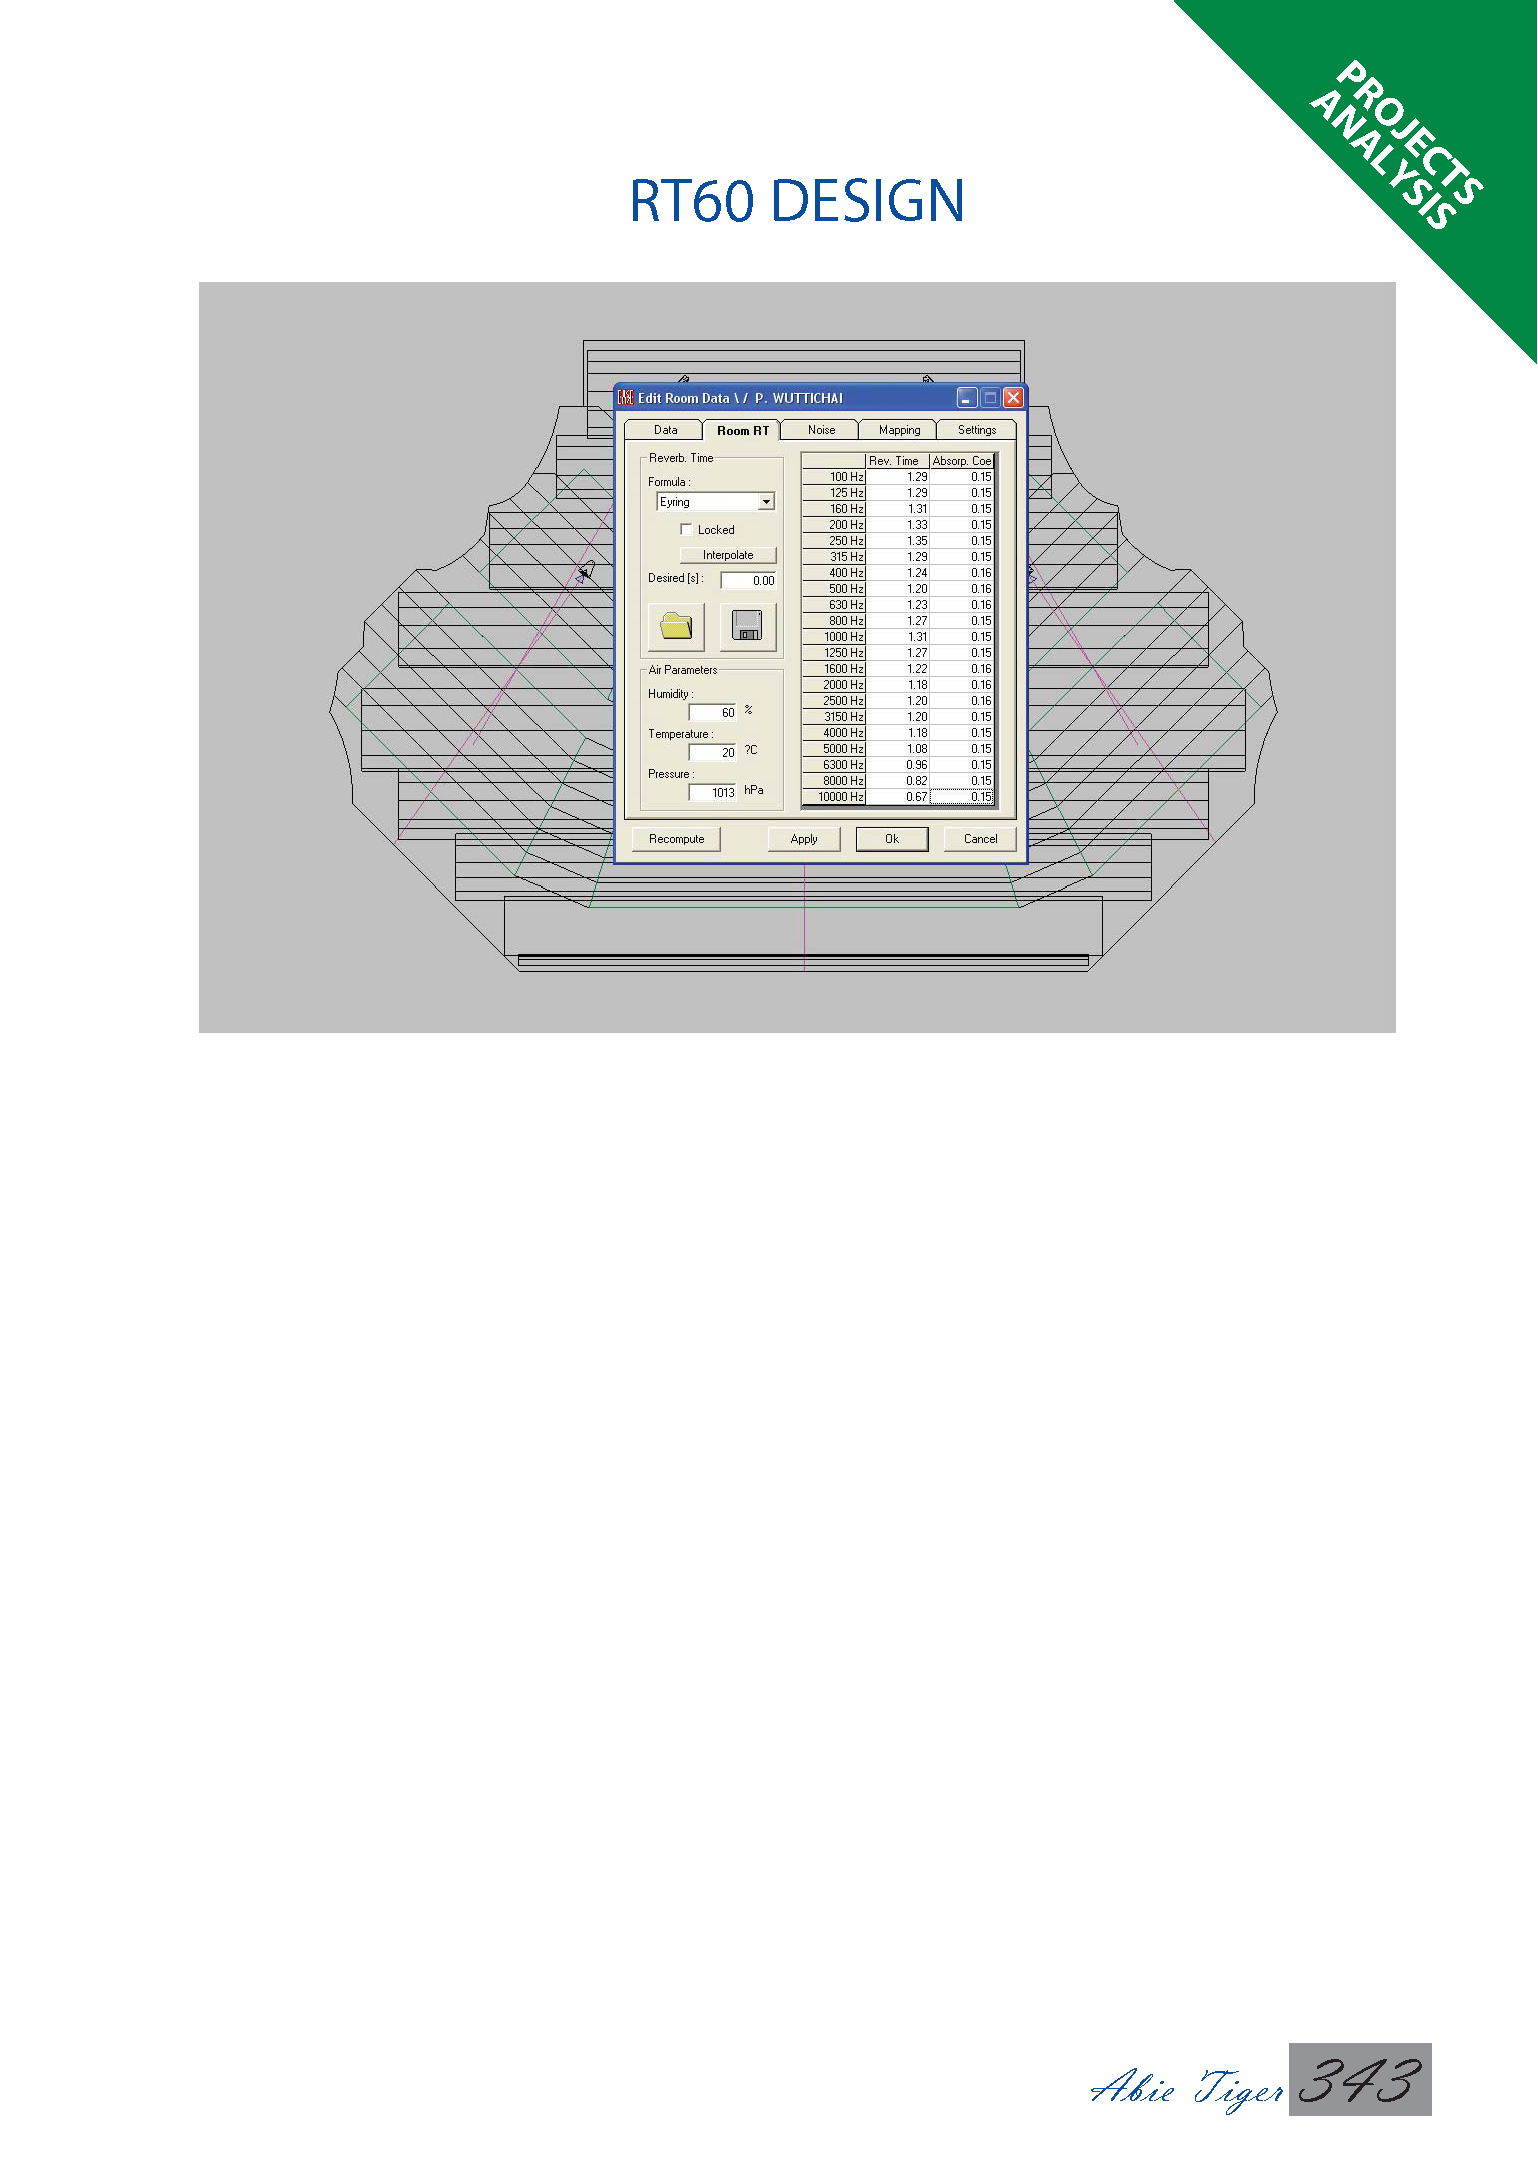 PROJECTS
ANALYSIS
RT60 DESIGN
EASE Edit Room Data \ / P. WUTTICHAI
Data Room RT Noise Mapping Settings
Reverb. Time
Formula :
Eyring
Locked
Interpolate
Desired [s] : 0.00
Air Parameters
Humidity :
60 %
Temperature :
20 ?C
Pressure :
1013 hPa
Rev. Time Absorp. Coe
100 Hz 1.29 0.15
125 Hz 1.29 0.15
160 Hz 1.31 0.15
200 Hz 1.33 0.15
250 Hz 1.35 0.15
315 Hz 1.29 0.15
400 Hz 1.24 0.16
500 Hz 1.20 0.16
630 Hz 1.23 0.16
800 Hz 1.27 0.15
1000 Hz 1.31 0.15
1250 Hz 1.27 0.15
1600 Hz 1.22 0.16
2000 Hz 1.18 0.16
2500 Hz 1.20 0.16
3150 Hz 1.20 0.15
4000 Hz 1.18 0.15
5000 Hz 1.08 0.15
6300 Hz 0.96 0.15
8000 Hz 0.82 0.15
10000 Hz 0.67 0.15
Recompute Apply Ok Cancel
Abie Tiger 343